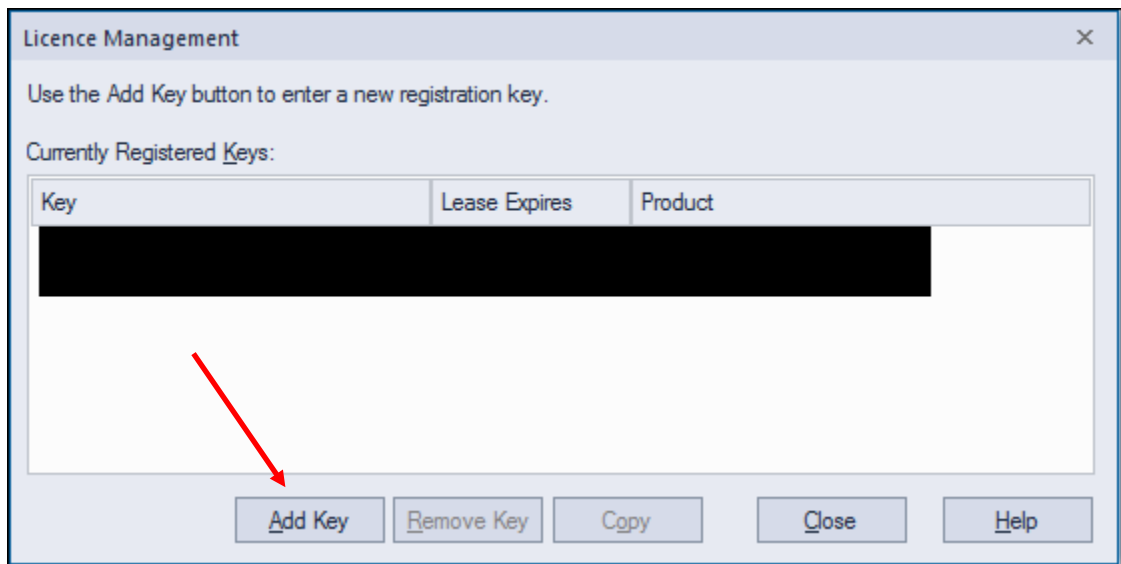 Licence Management
Use the Add Key button to enter a new registration key.
Currently Registered Keys:
Key Lease Expires Product
Add Key Remove Key Copy Close Help